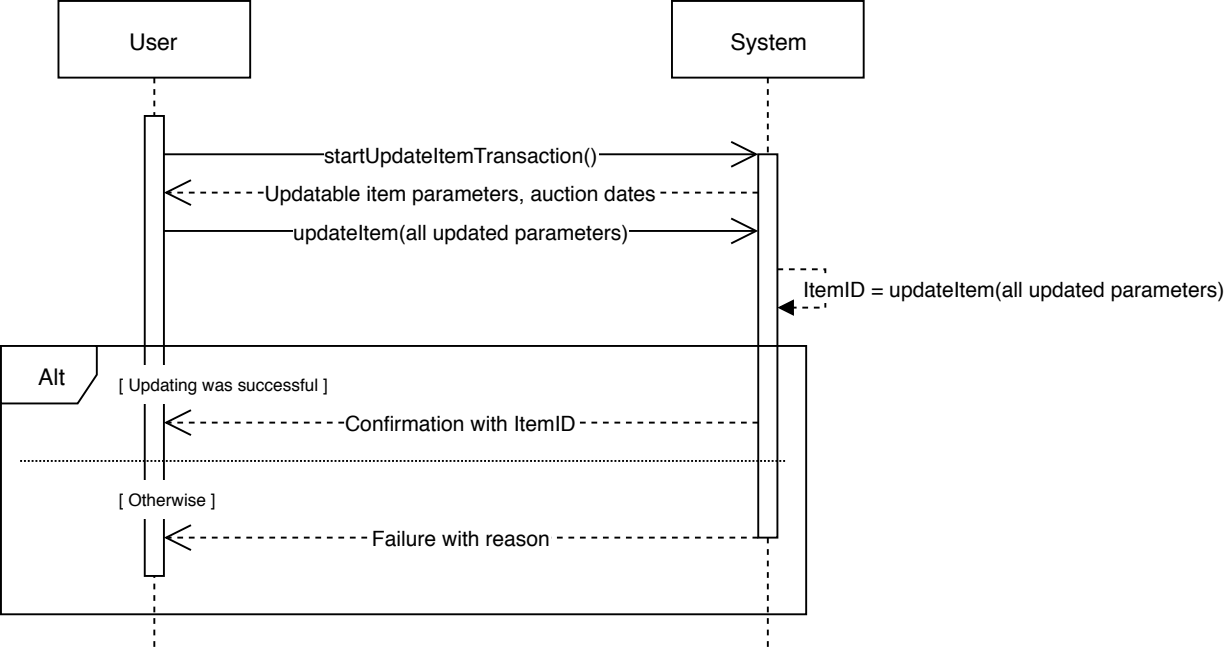 User
System
startUpdateItemTransaction()
Updatable item parameters, auction dates
updateItem(all updated parameters)
ItemID = updateItem(all updated parameters)
Alt
[ Updating was successful ]
Confirmation with ItemID
[ Otherwise ]
Failure with reason